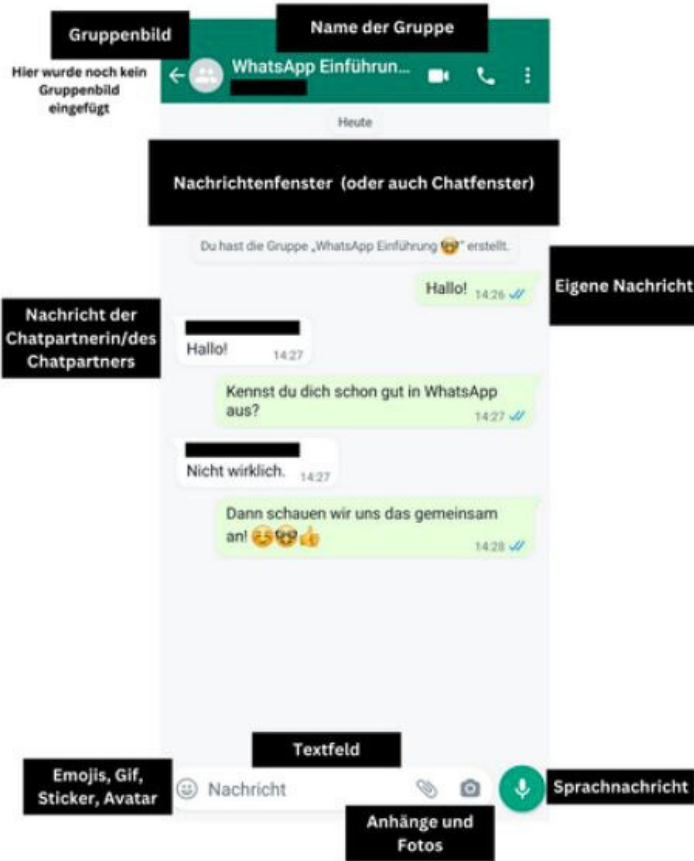 Gruppenbild
Name der Gruppe
Hier wurde noch kein
Gruppenbild
eingefügt
WhatsApp Einführun...
Heute
Nachrichtenfenster (oder auch Chatfenster)
Du hast die Gruppe „WhatsApp Einführung 🤓" erstellt.
Hallo! 14:26
Eigene Nachricht
Nachricht der
Chatpartnerin/des
Chatpartners
Hallo! 14:27
Kennst du dich schon gut in WhatsApp
aus? 14:27
Nicht wirklich. 14:27
Dann schauen wir uns das gemeinsam
an! ☺️🤓👍 14:28
Textfeld
Emojis, Gif,
Sticker, Avatar
Nachricht
Sprachnachricht
Anhänge und
Fotos